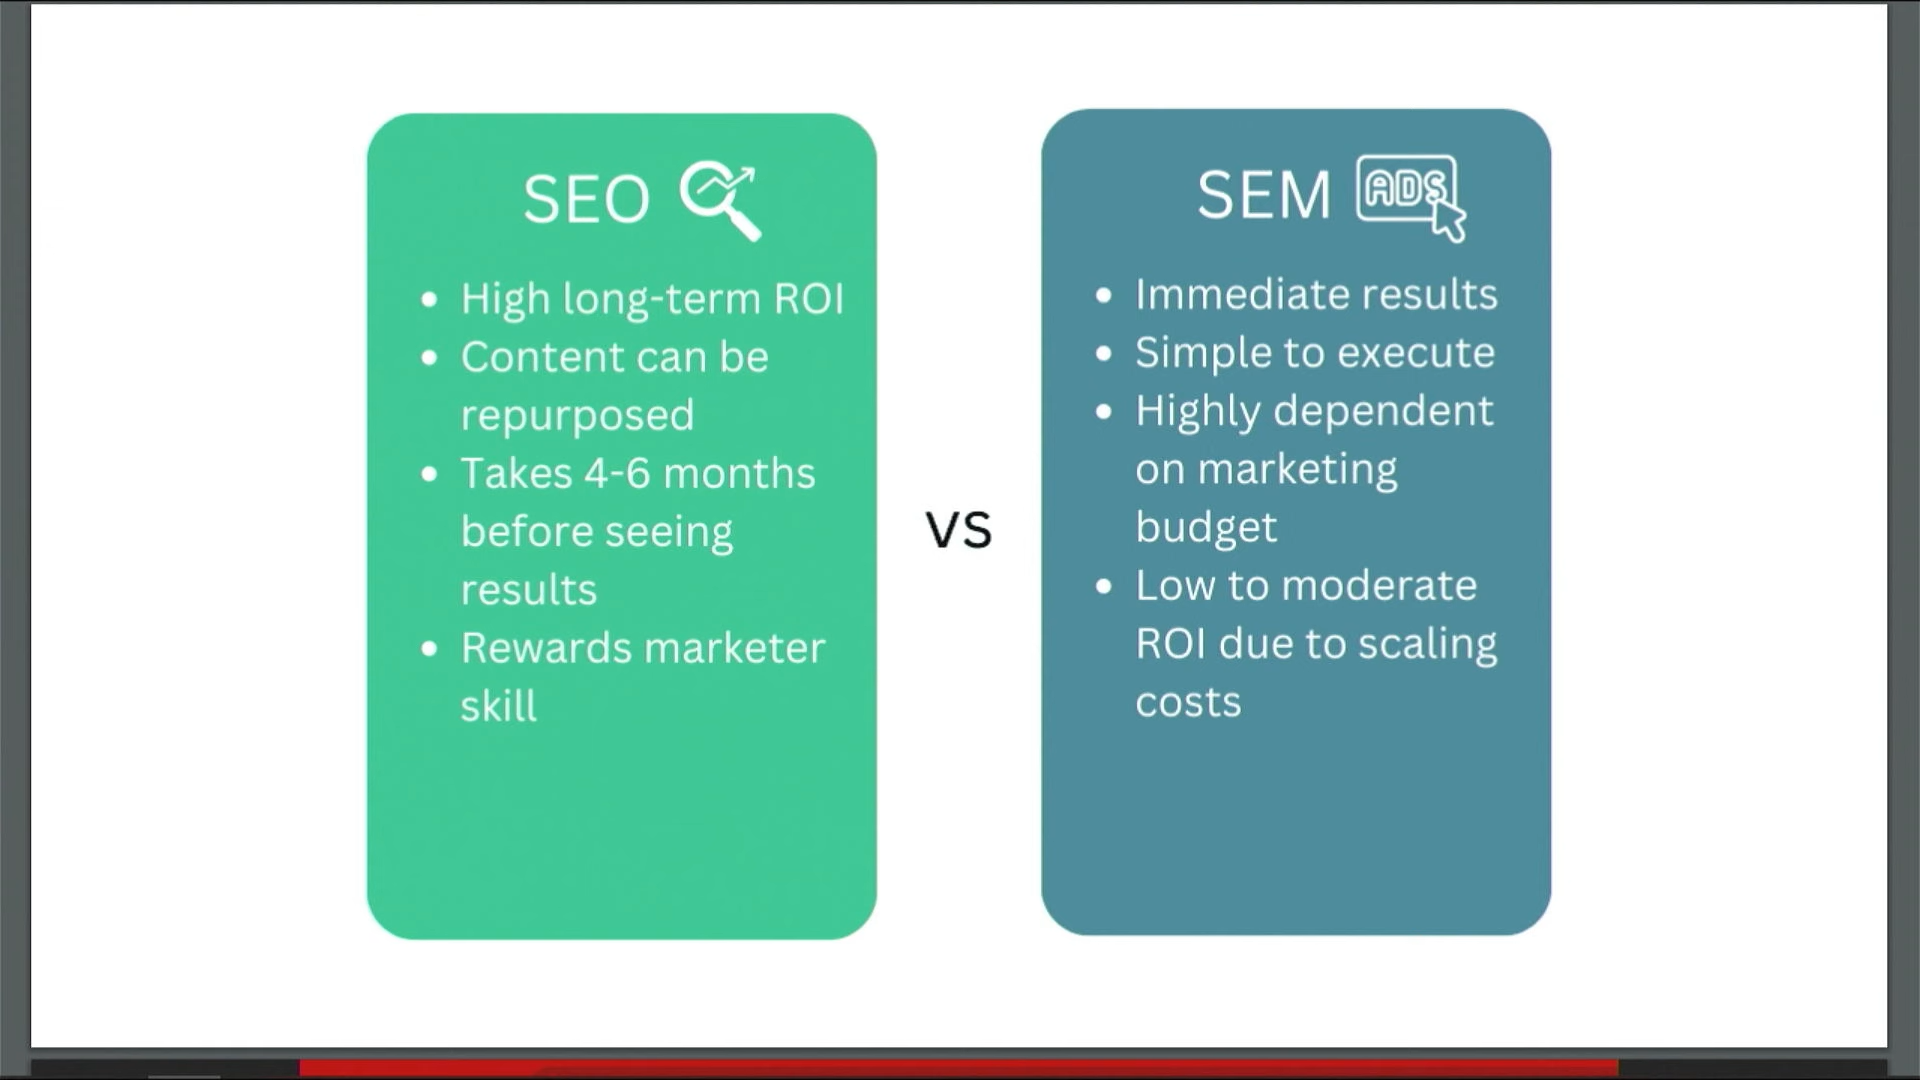 SEO
High long-term ROI
Content can be
repurposed
Takes 4-6 months
before seeing
results
Rewards marketer
skill
VS
SEM
ADS
Immediate results
Simple to execute
Highly dependent
on marketing
budget
Low to moderate
ROI due to scaling
costs